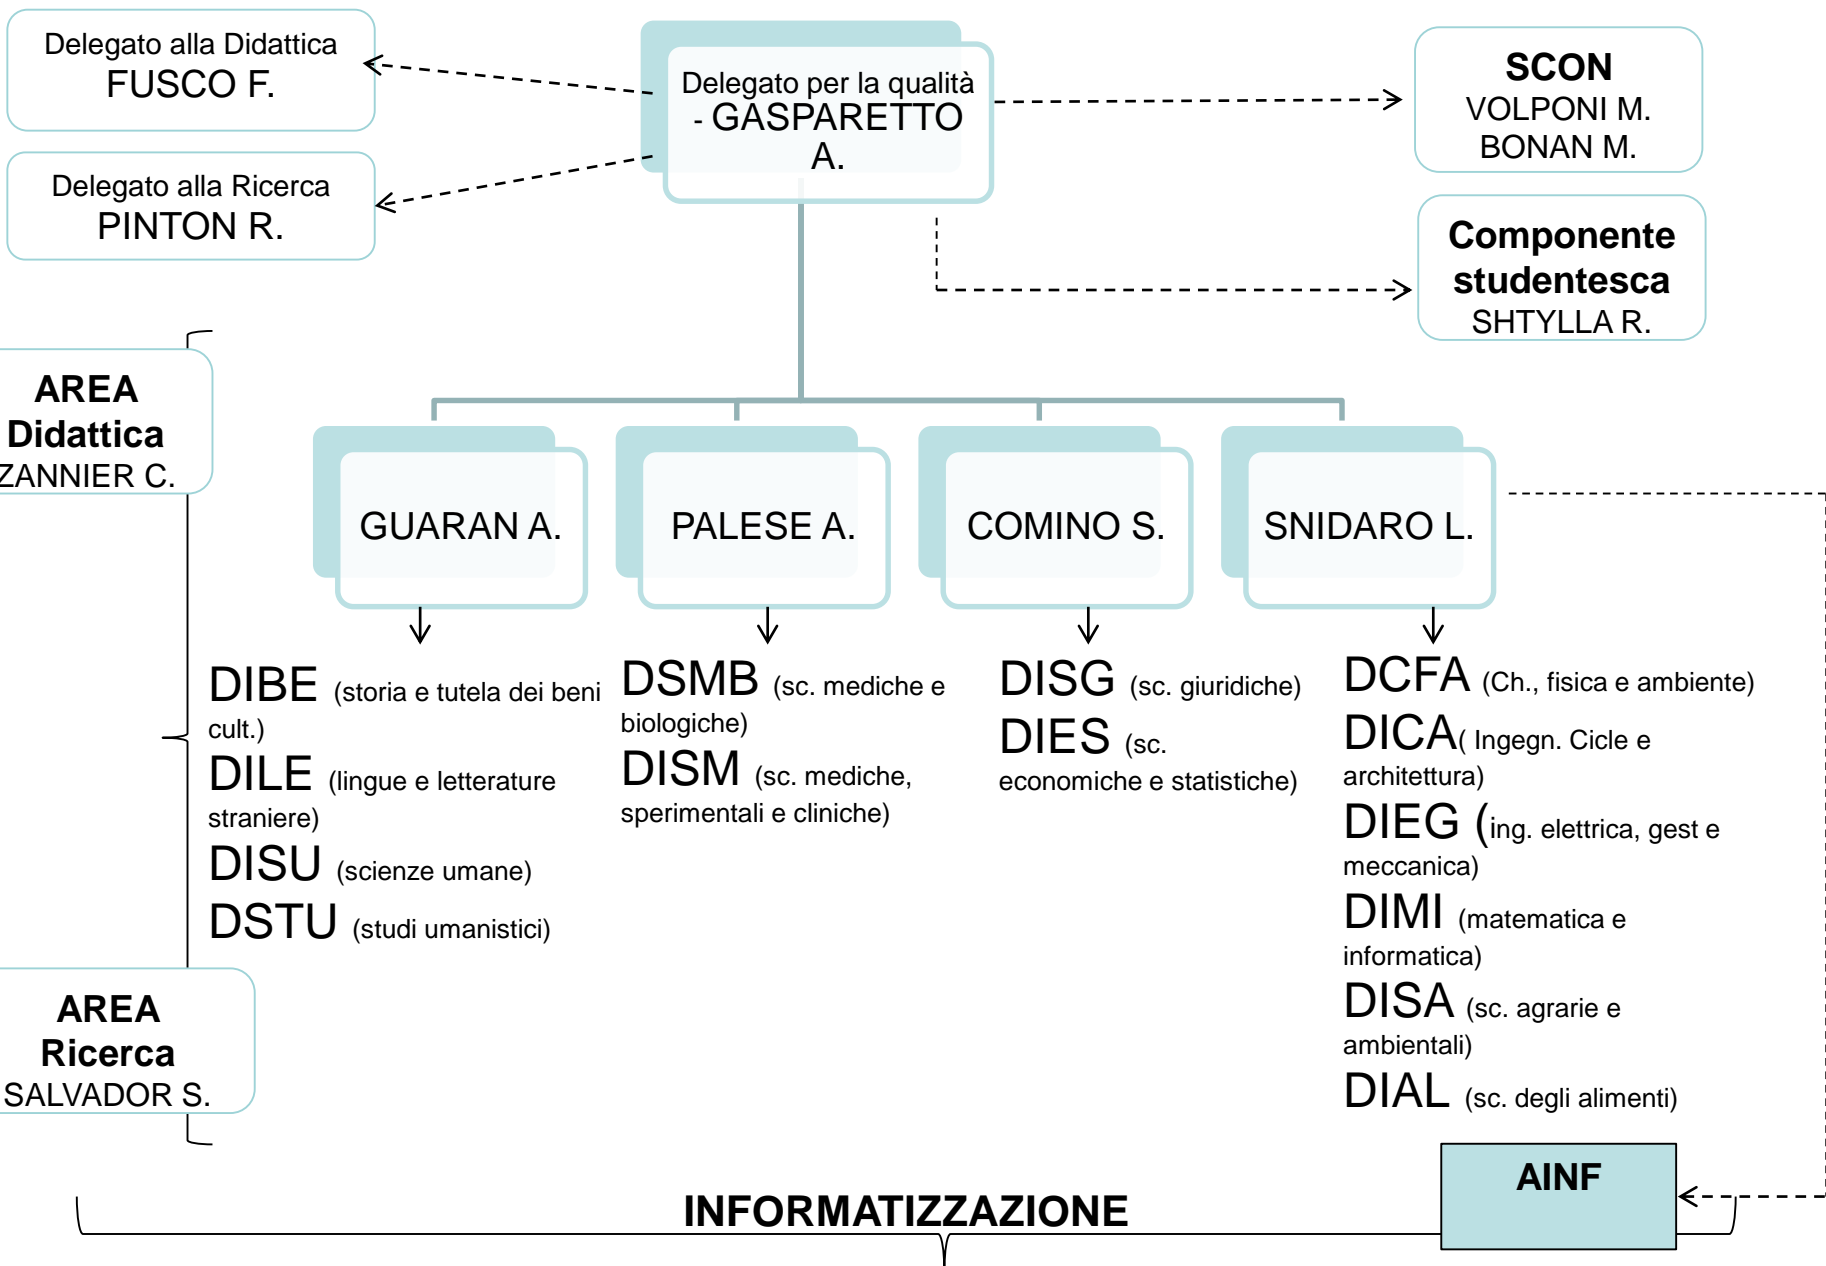 Delegato alla Didattica
FUSCO F.
Delegato per la qualità
- GASPARETTO
A.
SCON
VOLPONI M.
BONAN M.
Delegato alla Ricerca
PINTON R.
Componente
studentesca
SHTYLLA R.
AREA
Didattica
ZANNIER C.
GUARAN A.
PALESE A.
COMINO S.
SNIDARO L.
DIBE (storia e tutela dei beni
cult.)
DILE (lingue e letterature
straniere)
DISU (scienze umane)
DSTU (studi umanistici)
DSMB (sc. mediche e
biologiche)
DISM (sc. mediche,
sperimentali e cliniche)
DISG (sc. giuridiche)
DIES (sc.
economiche e statistiche)
DCFA (Ch., fisica e ambiente)
DICA( Ingegn. Cicle e
architettura)
DIEG (ing. elettrica, gest e
meccanica)
DIMI (matematica e
informatica)
DISA (sc. agrarie e
ambientali)
DIAL (sc. degli alimenti)
AREA
Ricerca
SALVADOR S.
AINF
INFORMATIZZAZIONE